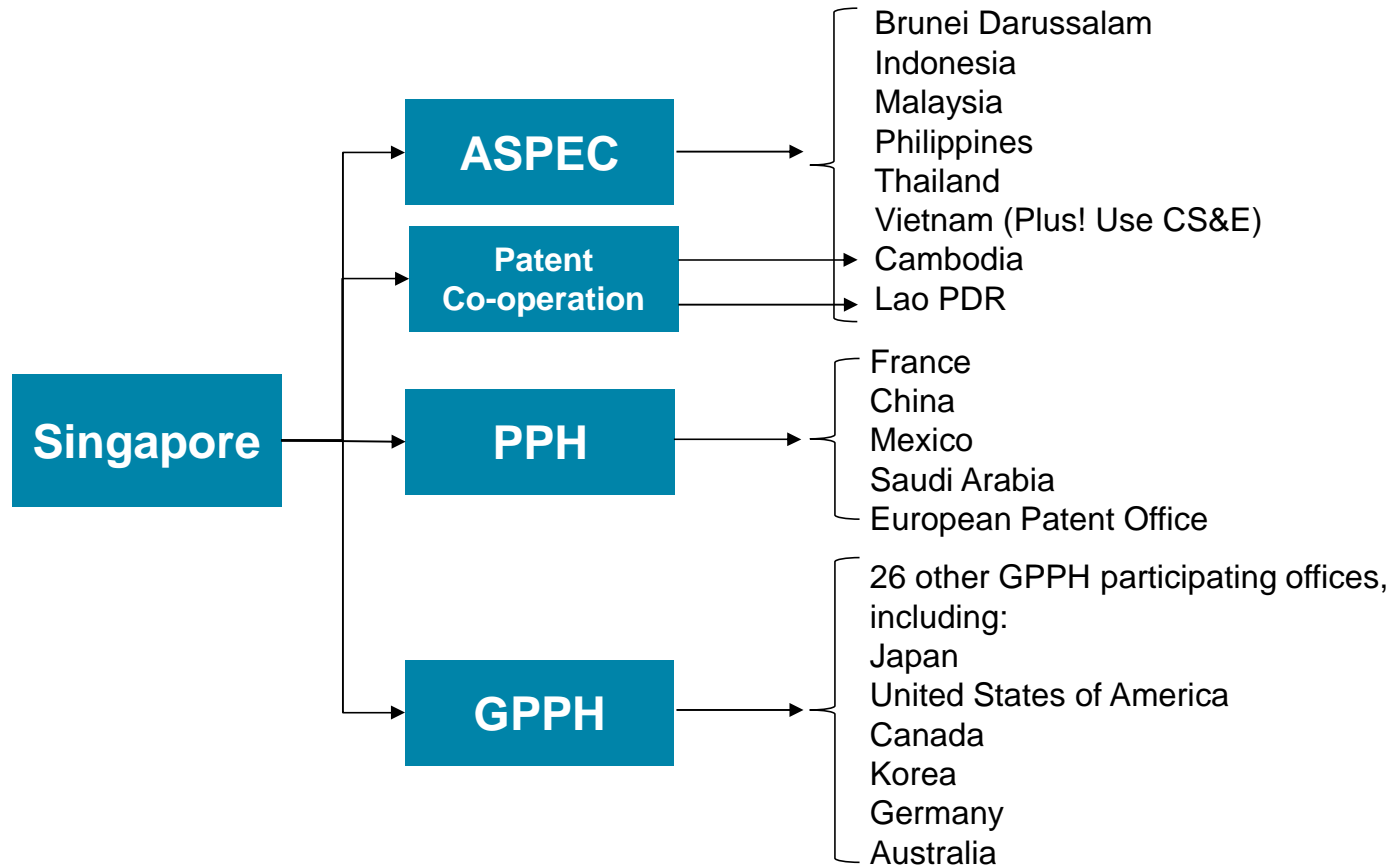 Singapore
ASPEC
Patent
Co-operation
PPH
GPPH
Brunei Darussalam
Indonesia
Malaysia
Philippines
Thailand
Vietnam (Plus! Use CS&E)
Cambodia
Lao PDR
France
China
Mexico
Saudi Arabia
European Patent Office
26 other GPPH participating offices,
including:
Japan
United States of America
Canada
Korea
Germany
Australia